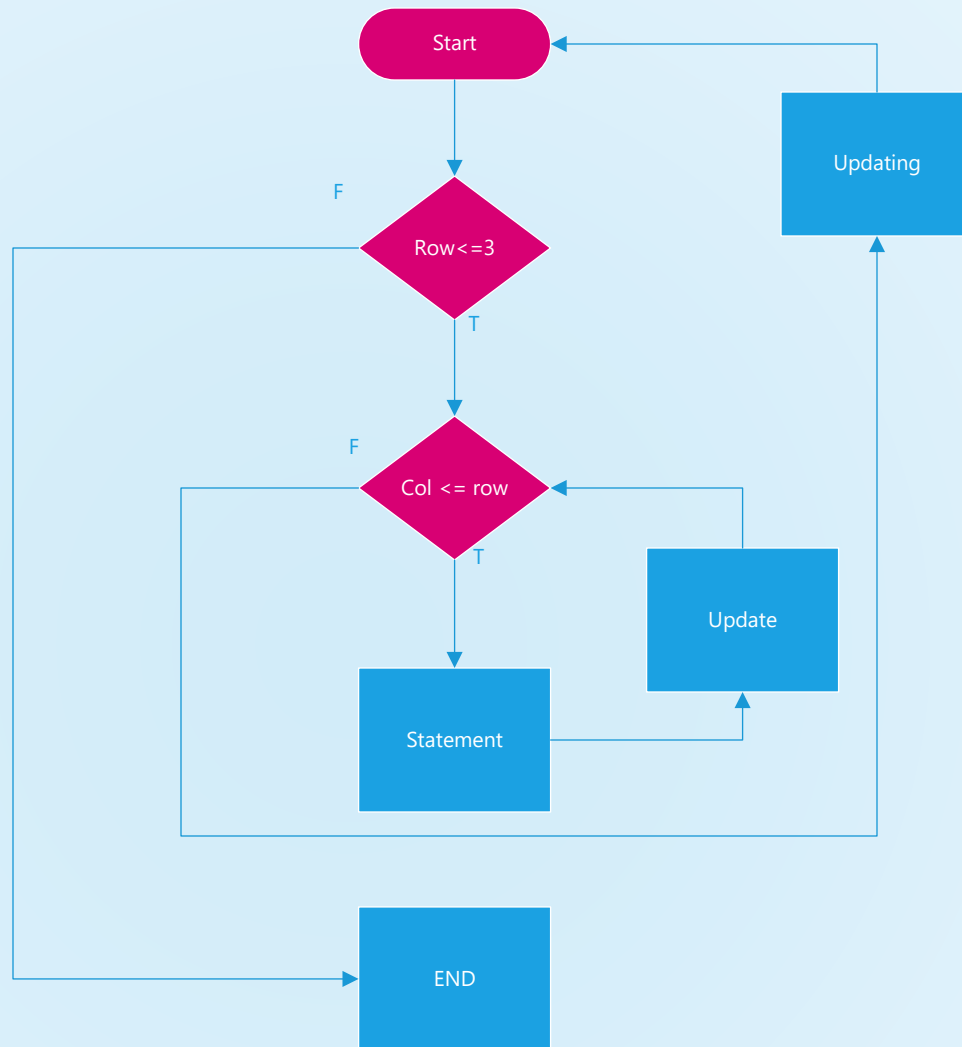 Start
Updating
F
Row<=3
T
F
Col <= row
T
Update
Statement
END